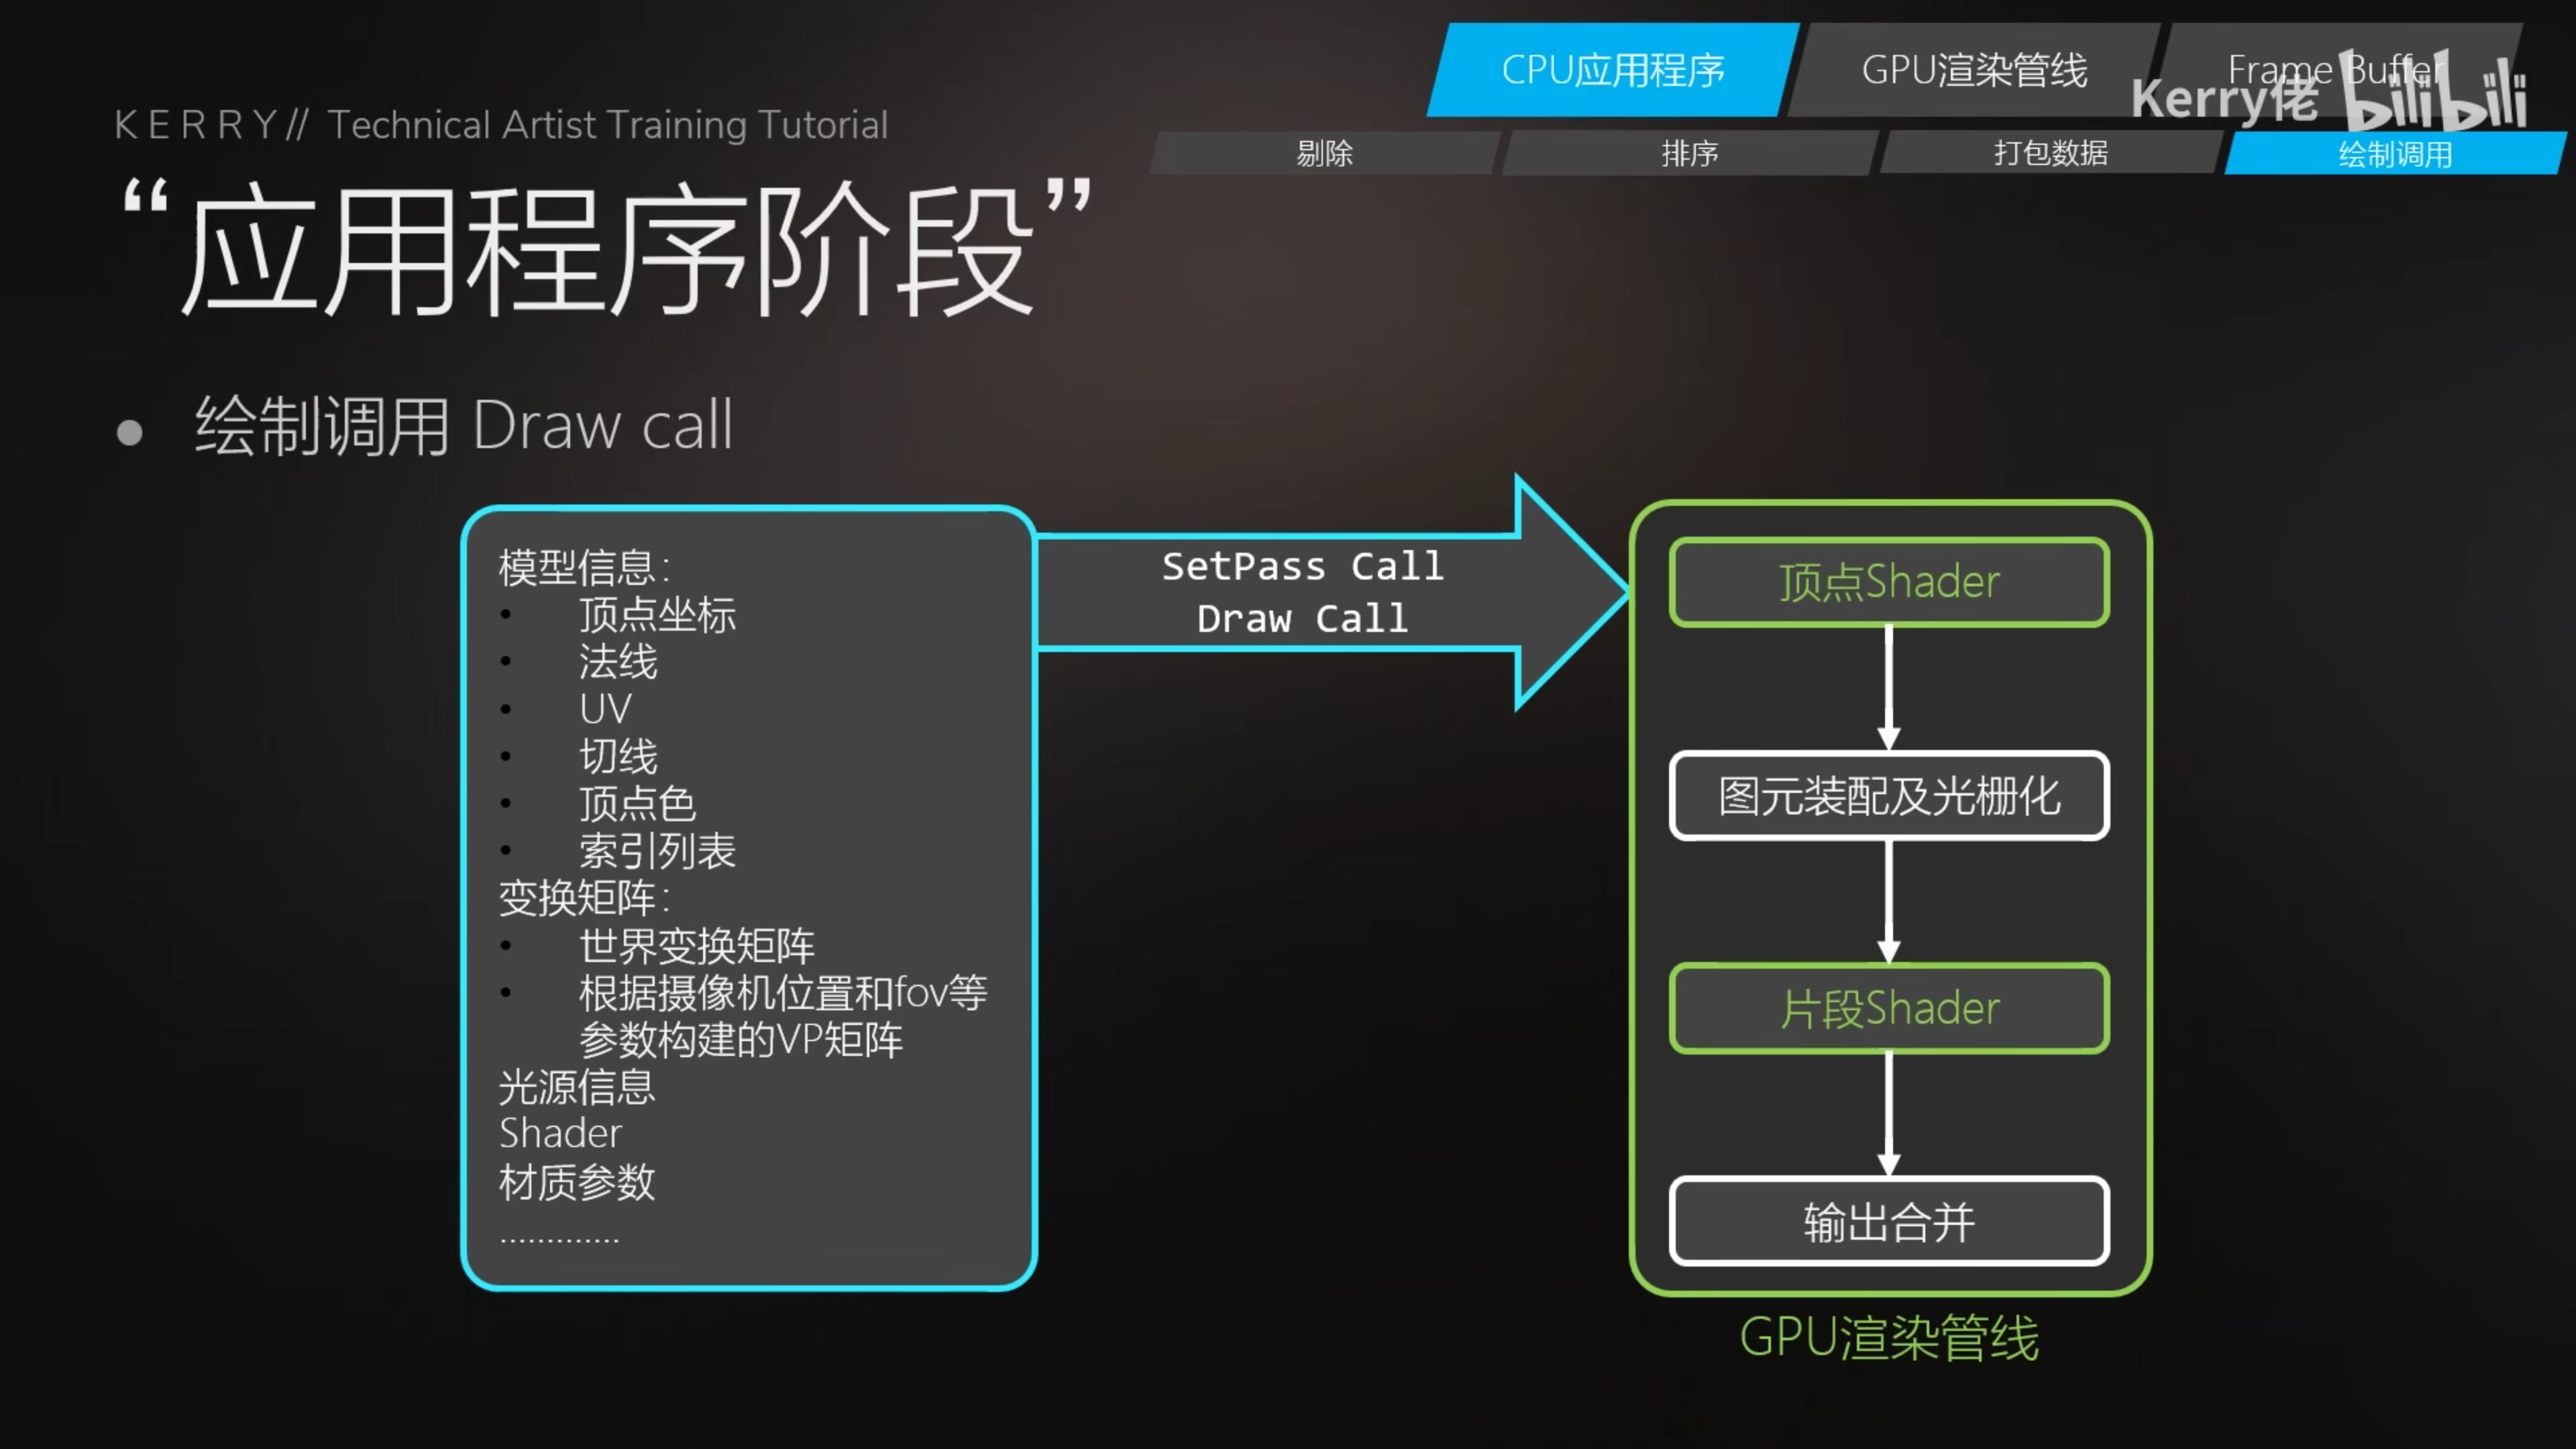 CPU应用程序
GPU渲染管线
Frame Buffer
Kerry佬 bilibili
KERRY// Technical Artist Training Tutorial
剔除
排序
打包数据
绘制调用
“应用程序阶段”
● 绘制调用 Draw call
模型信息：
• 顶点坐标
• 法线
• UV
• 切线
• 顶点色
• 索引列表
变换矩阵：
• 世界变换矩阵
• 根据摄像机位置和fov等
参数构建的VP矩阵
光源信息
Shader
材质参数
.............
SetPass Call
Draw Call
顶点Shader
图元装配及光栅化
片段Shader
输出合并
GPU渲染管线